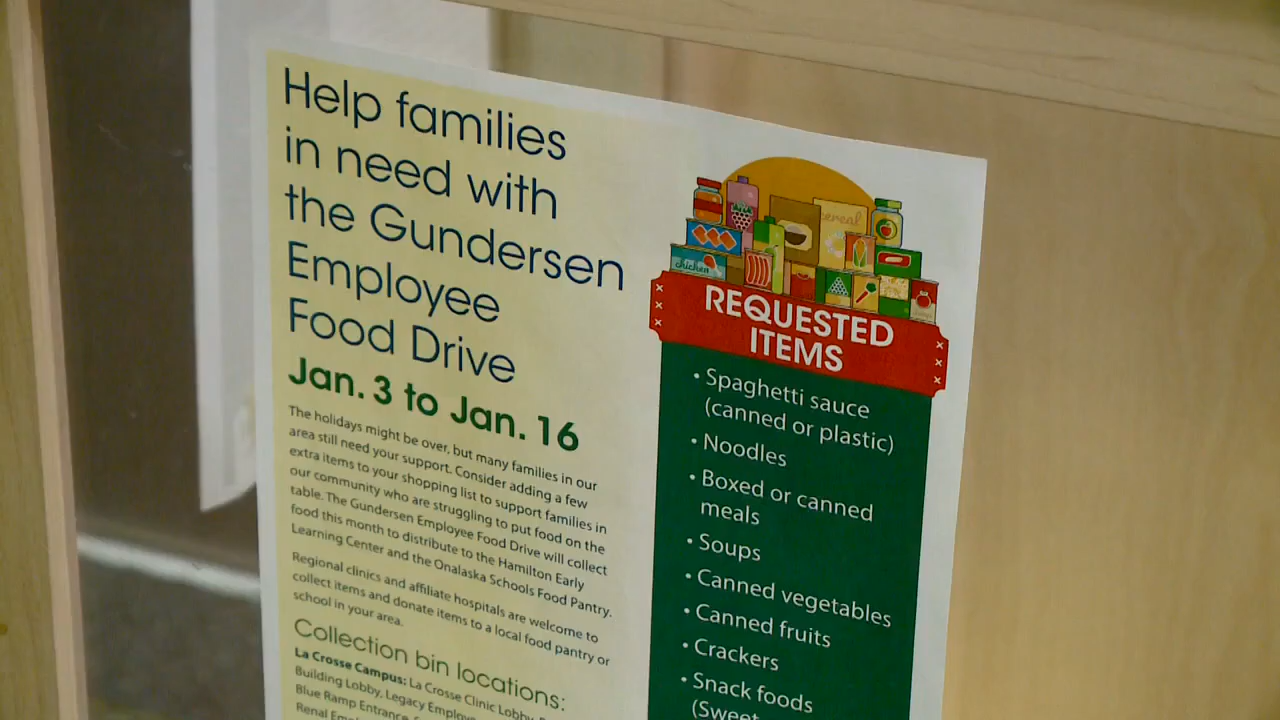 Help families
in need with
the Gundersen
Employee
Food Drive
Jan. 3 to Jan. 16
The holidays might be over, but many families in our
area still need your support. Consider adding a few
extra items to your shopping list to support families in
our community who are struggling to put food on the
table. The Gundersen Employee Food Drive will collect
food this month to distribute to the Hamilton Early
Learning Center and the Onalaska Schools Food Pantry.
Regional clinics and affiliate hospitals are welcome to
collect items and donate items to a local food pantry or
school in your area.
Collection bin locations:
La Crosse Campus: La Crosse Clinic Lobby,
Building Lobby, Legacy
Blue Ramp Entrance,
Renal
cereal
chicken
REQUESTED
ITEMS
• Spaghetti sauce
(canned or plastic)
• Noodles
• Boxed or canned
meals
• Soups
• Canned vegetables
• Canned fruits
• Crackers
• Snack foods
(Sweet